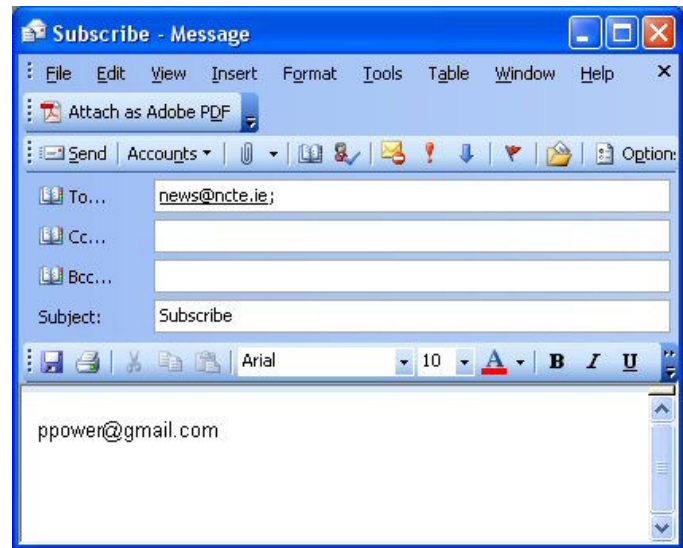 Subscribe - Message
File Edit View Insert Format Tools Table Window Help
Attach as Adobe PDF
Send Accounts Option
To... news@ncte.ie;
Cc...
Bcc...
Subject: Subscribe
Arial 10 A B I U
ppower@gmail.com